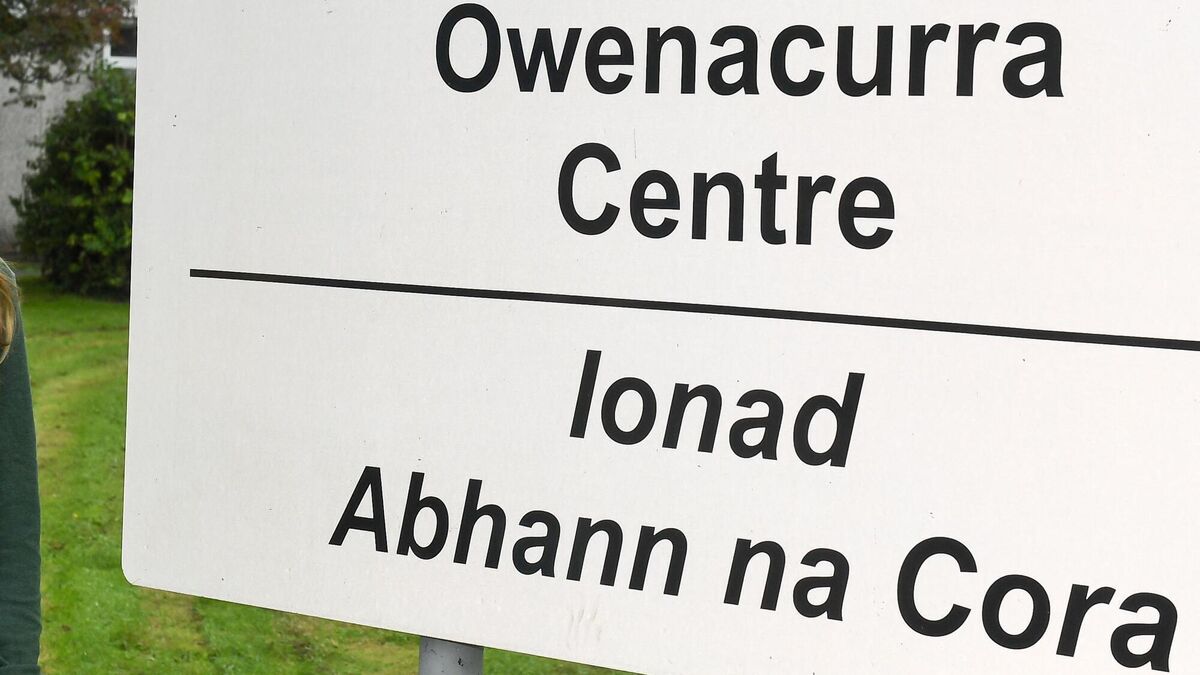 Owenacurra
Centre
Ionad
Abhann na Cora